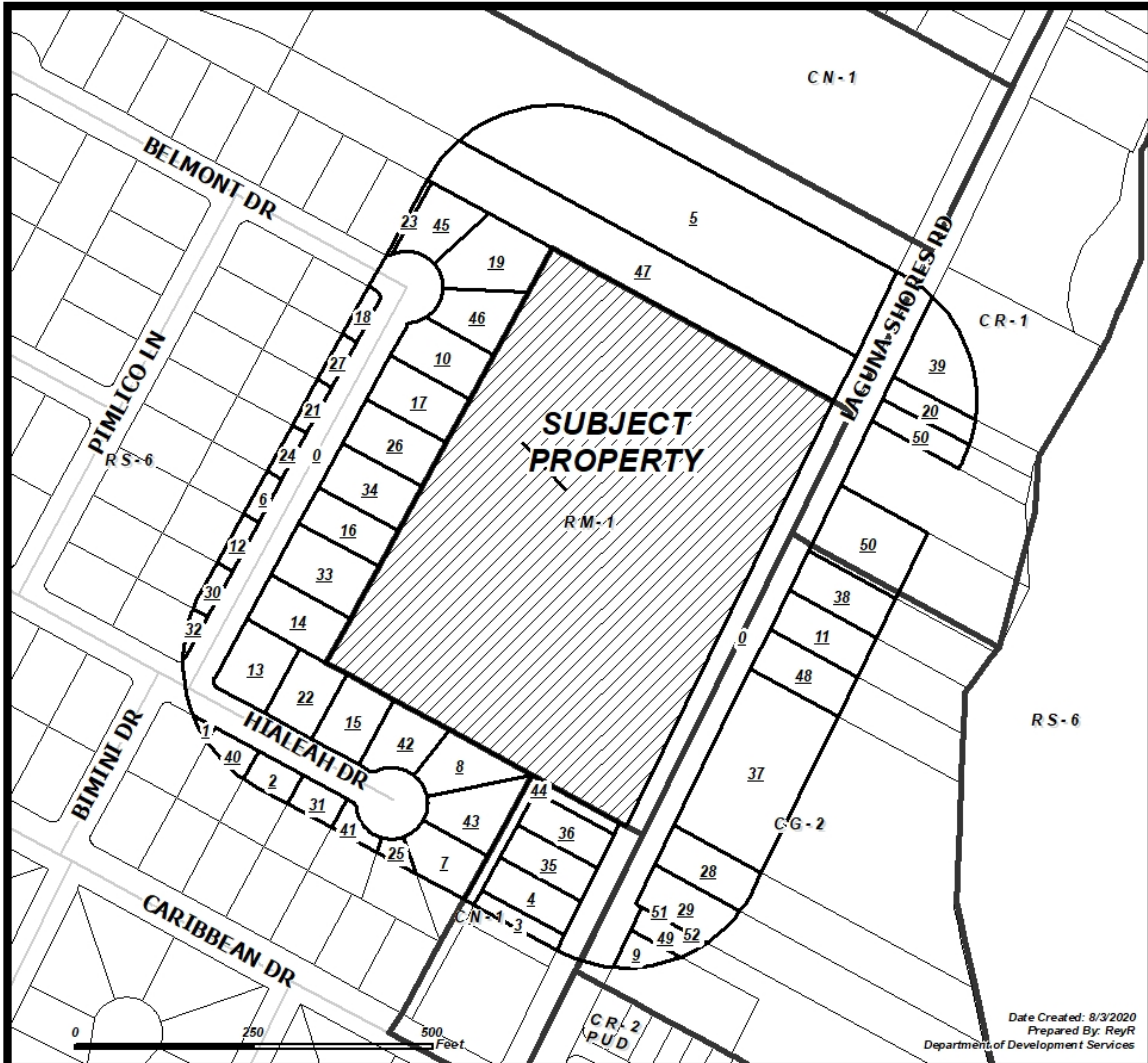 CN-1
BELMONT DR
5
23
45
19
47
LAGUNA SHORES RD
CR-1
18
46
39
27
10
PIMLICO LN
21
17
20
SUBJECT
PROPERTY
50
RS-6
24
0
26
6
34
RM-1
12
16
50
30
33
38
32
14
11
0
13
48
22
RS-6
1
HIALEAH DR
15
42
BIMINI DR
40
2
8
37
31
44
41
43
36
CG-2
25
7
35
28
4
CARIBBEAN DR
CN-1
3
51
29
49
52
9
CR-2
PUD
0
250
500
Feet
Date Created: 8/3/2020
Prepared By: ReyR
Department of Development Services